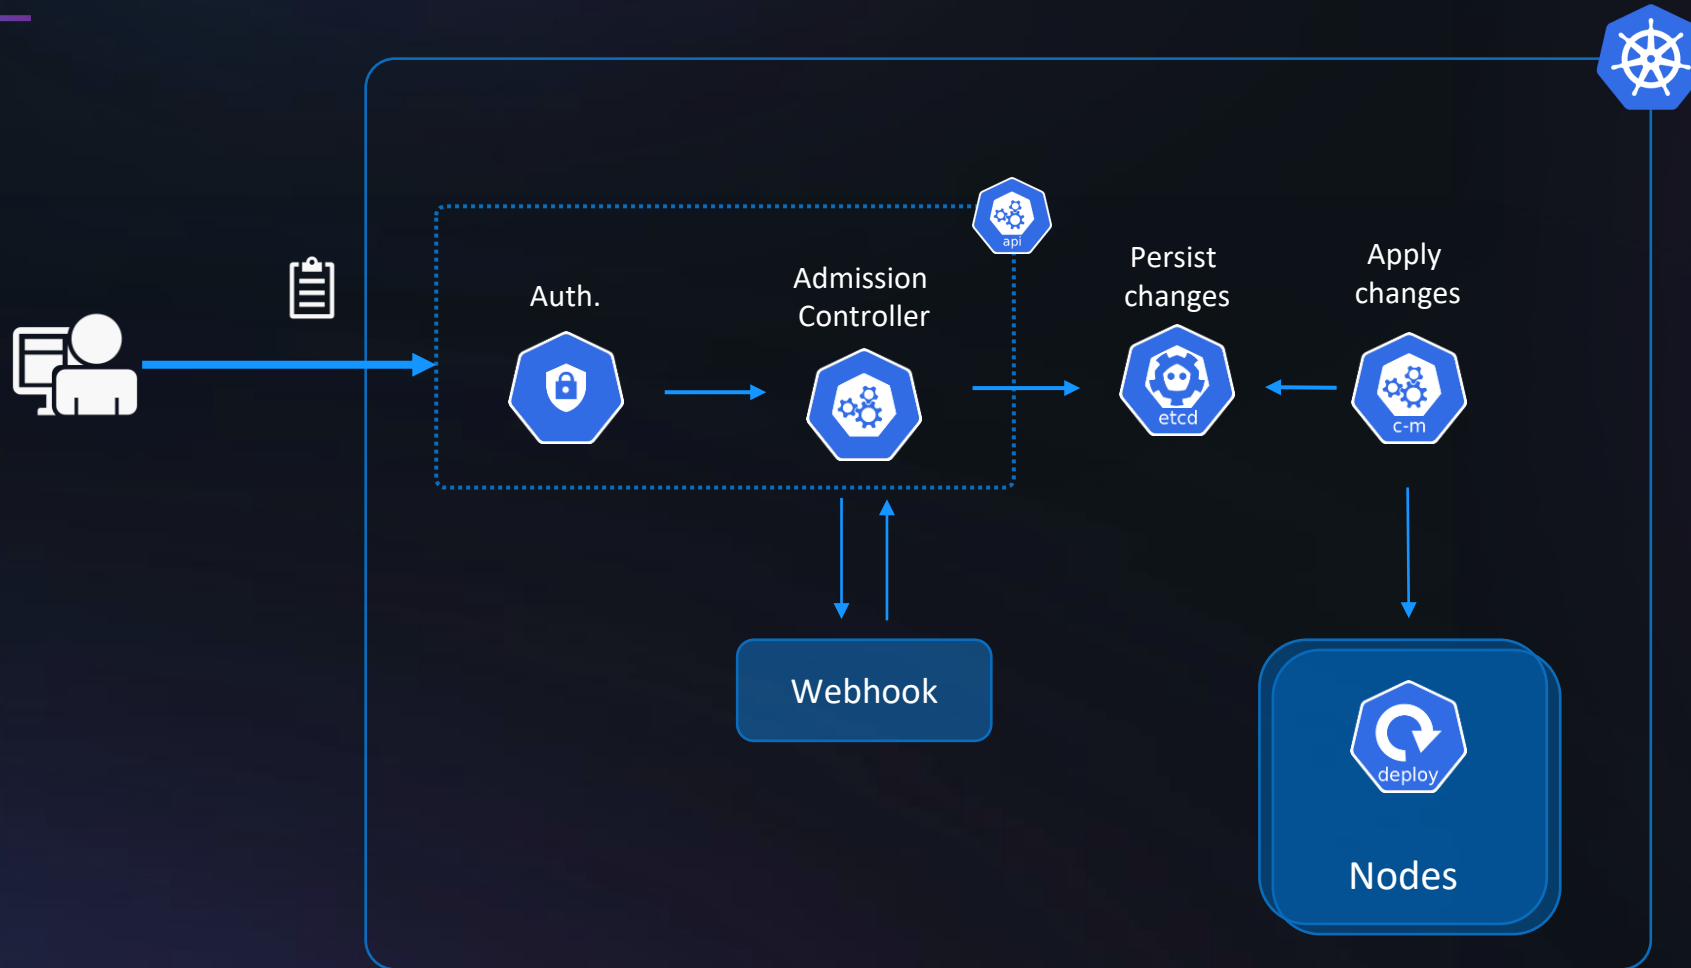 api
Auth.
Admission
Controller
Persist
changes
etcd
Apply
changes
c-m
Webhook
deploy
Nodes